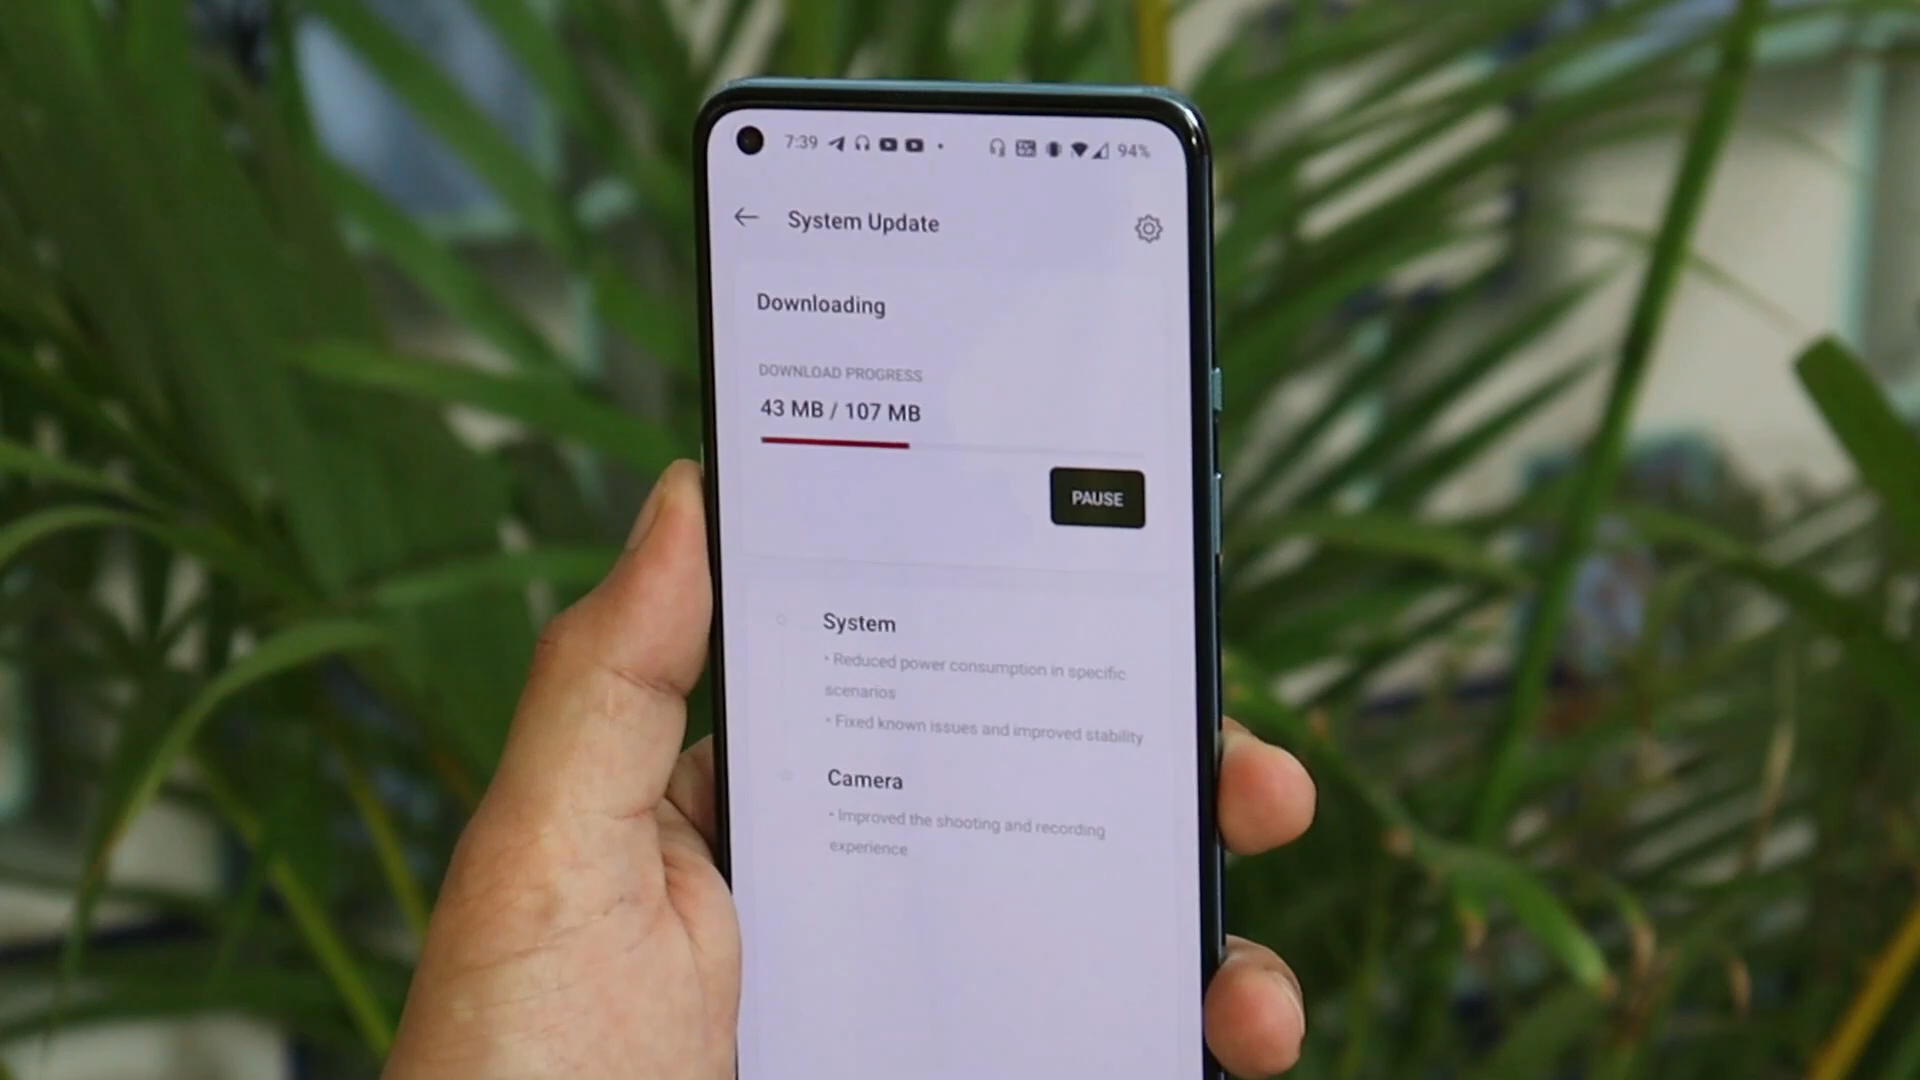 7:39 94%
System Update
Downloading
DOWNLOAD PROGRESS
43 MB / 107 MB
PAUSE
System
• Reduced power consumption in specific
scenarios
• Fixed known issues and improved stability
Camera
• Improved the shooting and recording
experience